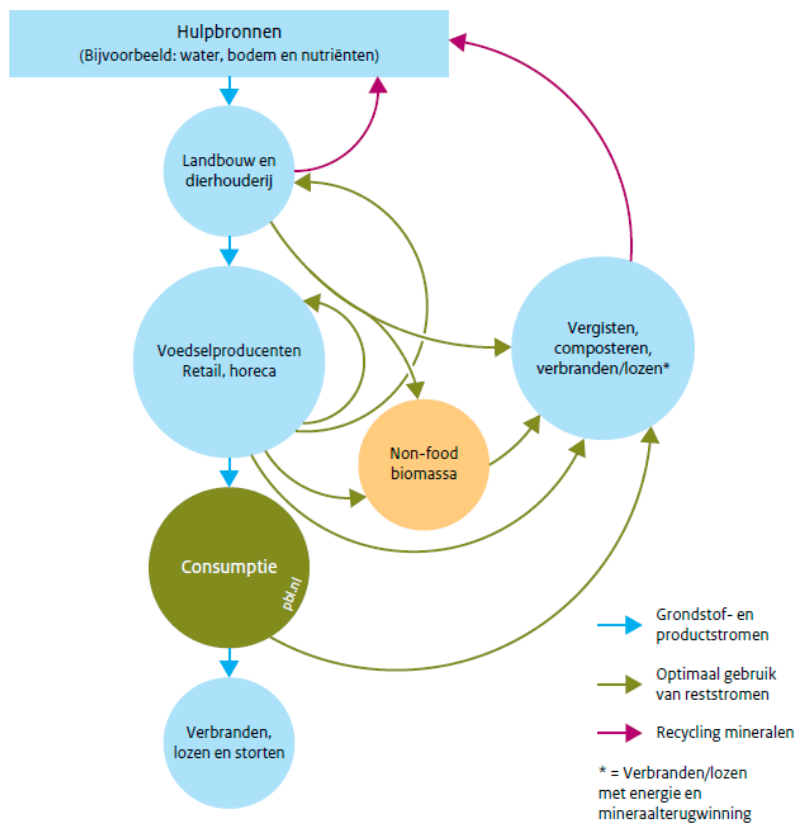 Hulpbronnen
(Bijvoorbeeld: water, bodem en nutriënten)
Landbouw en
dierhouderij
Voedselproducenten
Retail, horeca
Vergisten,
composteren,
verbranden/lozen*
Non-food
biomassa
Consumptie
pbl.nl
Verbranden,
lozen en storten
Grondstof- en
productstromen
Optimaal gebruik
van reststromen
Recycling mineralen
* = Verbranden/lozen
met energie en
mineraalterugwinning